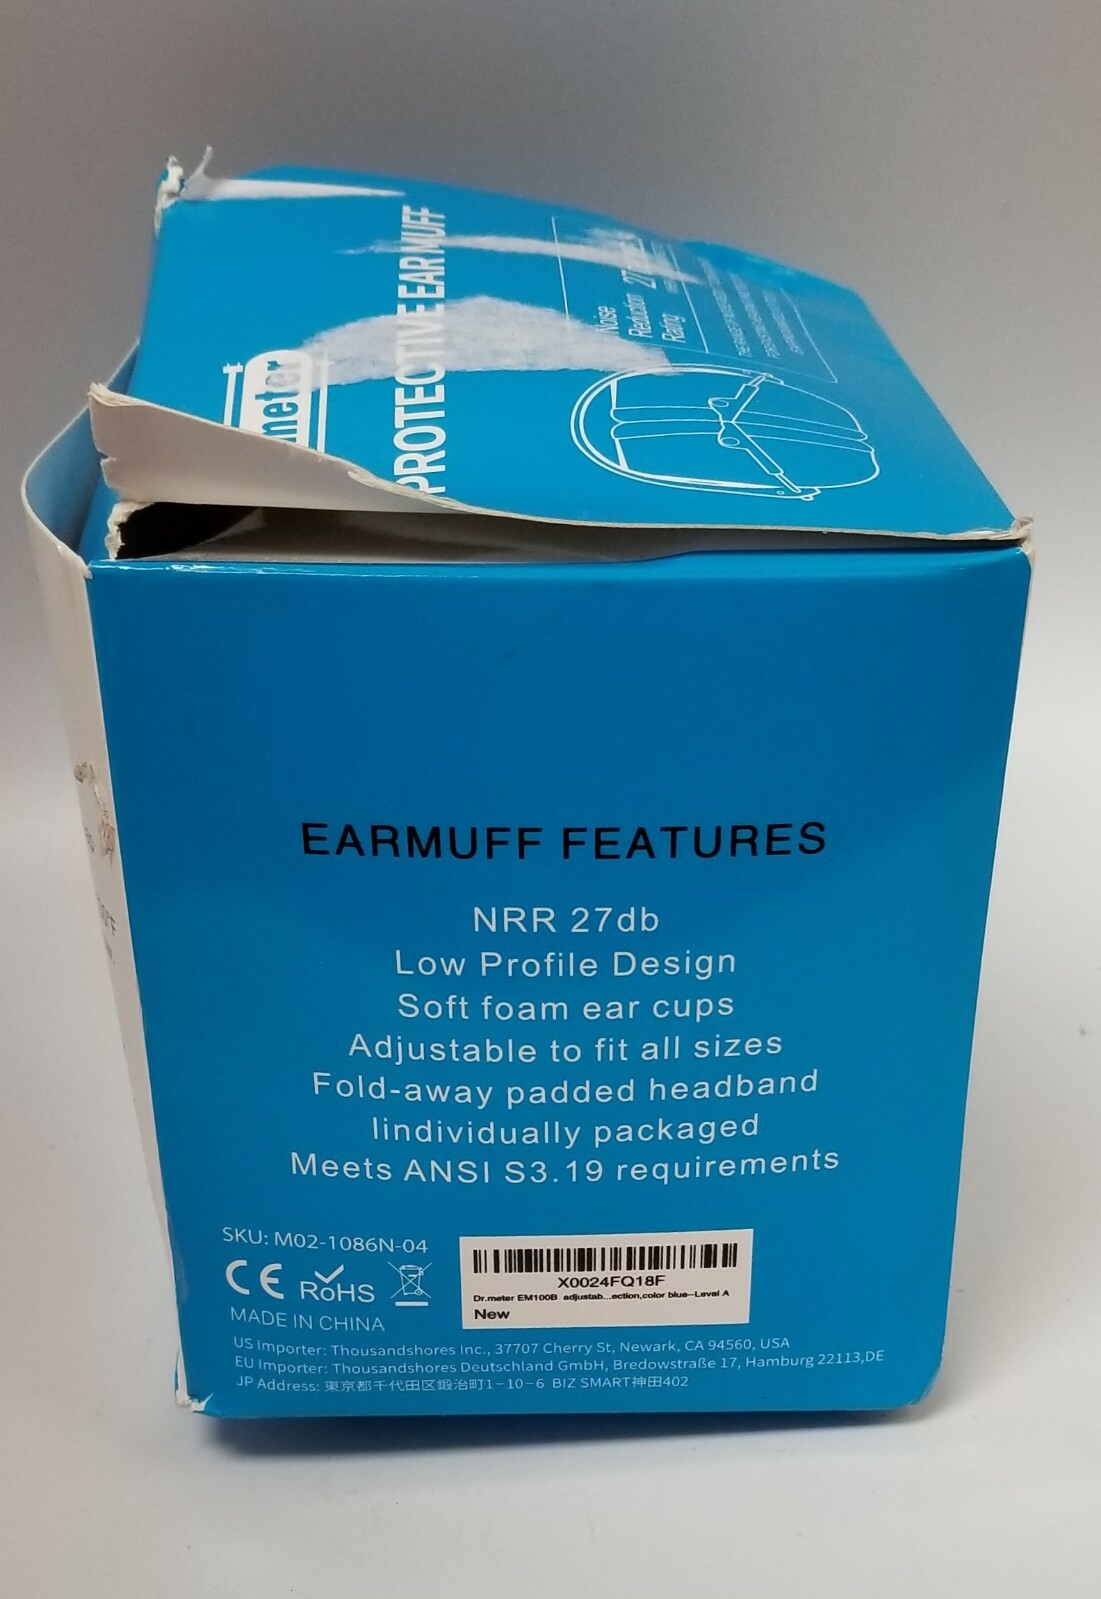 meter
PROTECTIVE EAR MUFF
Noise
Reduction
Rating
27
EARMUFF FEATURES
NRR 27db
Low Profile Design
Soft foam ear cups
Adjustable to fit all sizes
Fold-away padded headband
Iindividually packaged
Meets ANSI S3.19 requirements
SKU: M02-1086N-04
CE RoHS
MADE IN CHINA
X0024FQ18F
Dr.meter EM100B adjustab...ection,color blue--Level A
New
US Importer: Thousandshores Inc., 37707 Cherry St, Newark, CA 94560, USA
EU Importer: Thousandshores Deutschland GmbH, Bredowstraße 17, Hamburg 22113,DE
JP Address: 東京都千代田区鍛治町1-10-6 BIZ SMART神田402